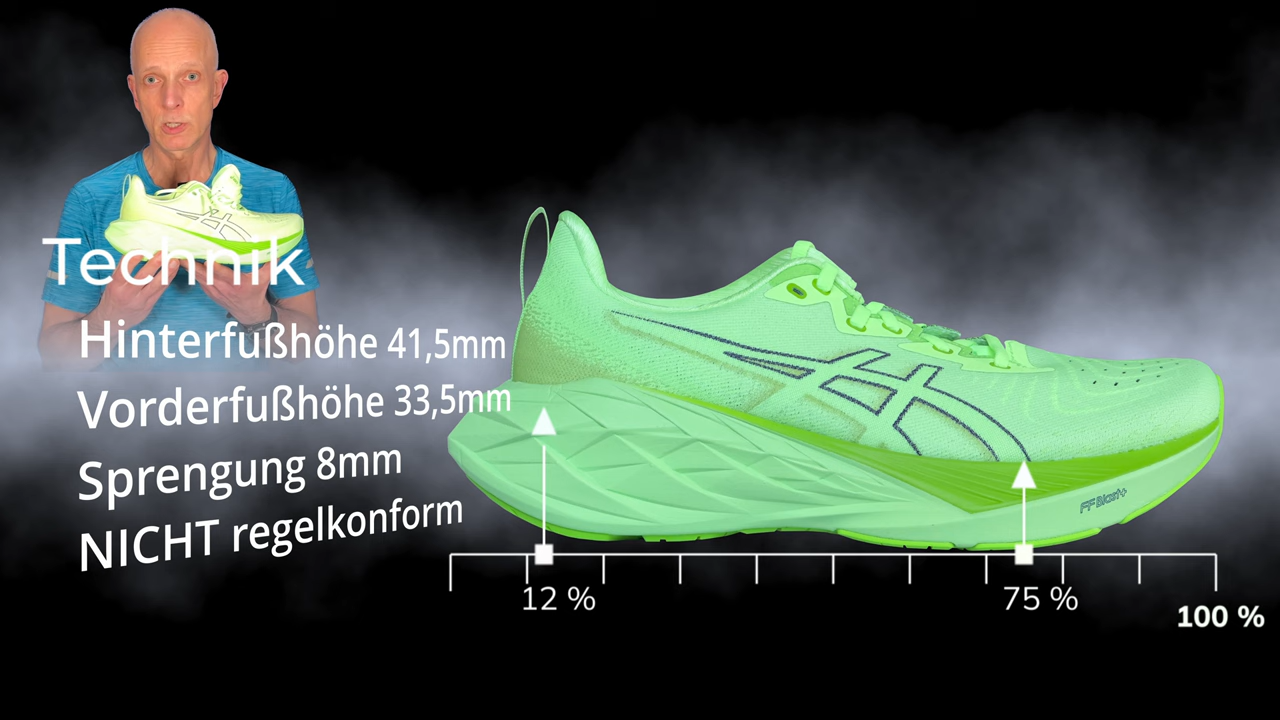 Technik
Hinterfußhöhe 41,5mm
Vorderfußhöhe 33,5mm
Sprengung 8mm
NICHT regelkonform
FF Blast+
12 %
75 %
100 %